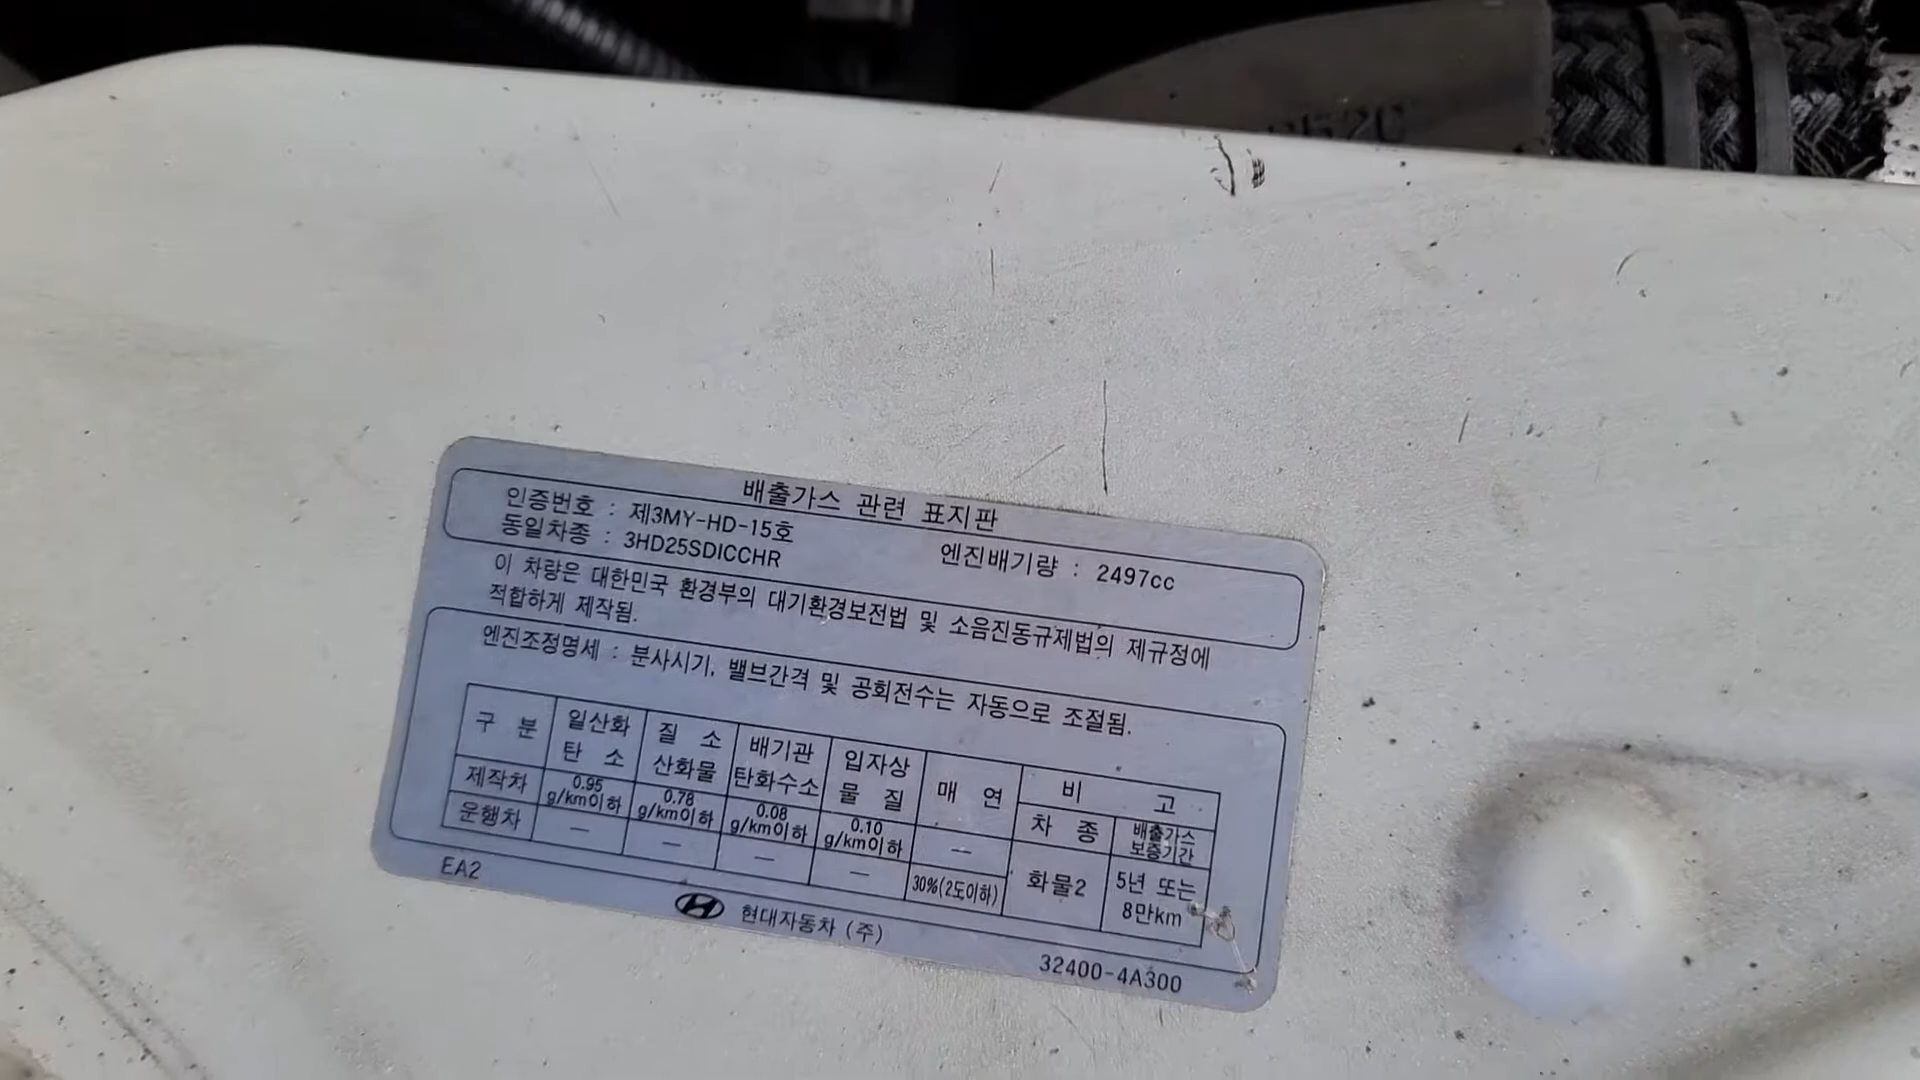 배출가스 관련 표지판
인증번호 : 제3MY-HD-15호
동일차종 : 3HD25SDICCHR
엔진배기량 : 2497cc
이 차량은 대한민국 환경부의 대기환경보전법 및 소음진동규제법의 제규정에
적합하게 제작됨.
엔진조정명세 : 분사시기, 밸브간격 및 공회전수는 자동으로 조절됨.
구 분 일산화 탄 소 질 소 산화물 배기관 탄화수소 입자상 물 질 매 연 비 고
차 종 배출가스 보증기간
제작차 0.95 g/km이하 0.78 g/km이하 0.08 g/km이하 0.10 g/km이하 — 화물2 5년 또는 8만km
운행차 — — — — 30%(2도이하)
EA2
현대자동차 (주)
32400-4A300